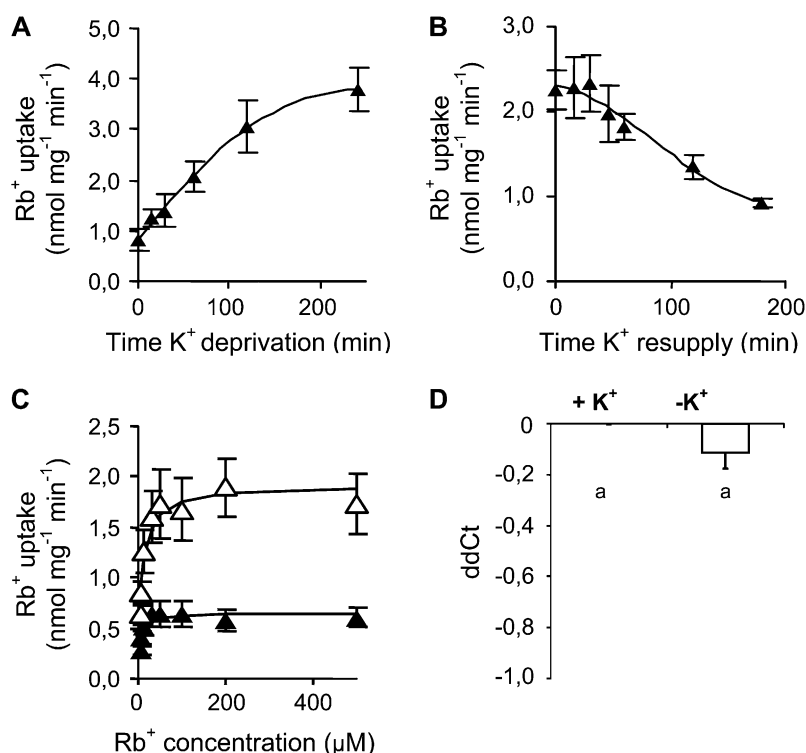 A
Rb⁺ uptake
(nmol mg⁻¹ min⁻¹)
5,0
4,0
3,0
2,0
1,0
0,0
0
100
200
Time K⁺ deprivation (min)
B
Rb⁺ uptake
(nmol mg⁻¹ min⁻¹)
3,0
2,0
1,0
0,0
0
100
200
Time K⁺ resupply (min)
C
Rb⁺ uptake
(nmol mg⁻¹ min⁻¹)
2,5
2,0
1,5
1,0
0,5
0,0
0
200
400
Rb⁺ concentration (µM)
D
+ K⁺
-K⁺
ddCt
0
-0,2
-0,4
-0,6
-0,8
-1,0
a
a